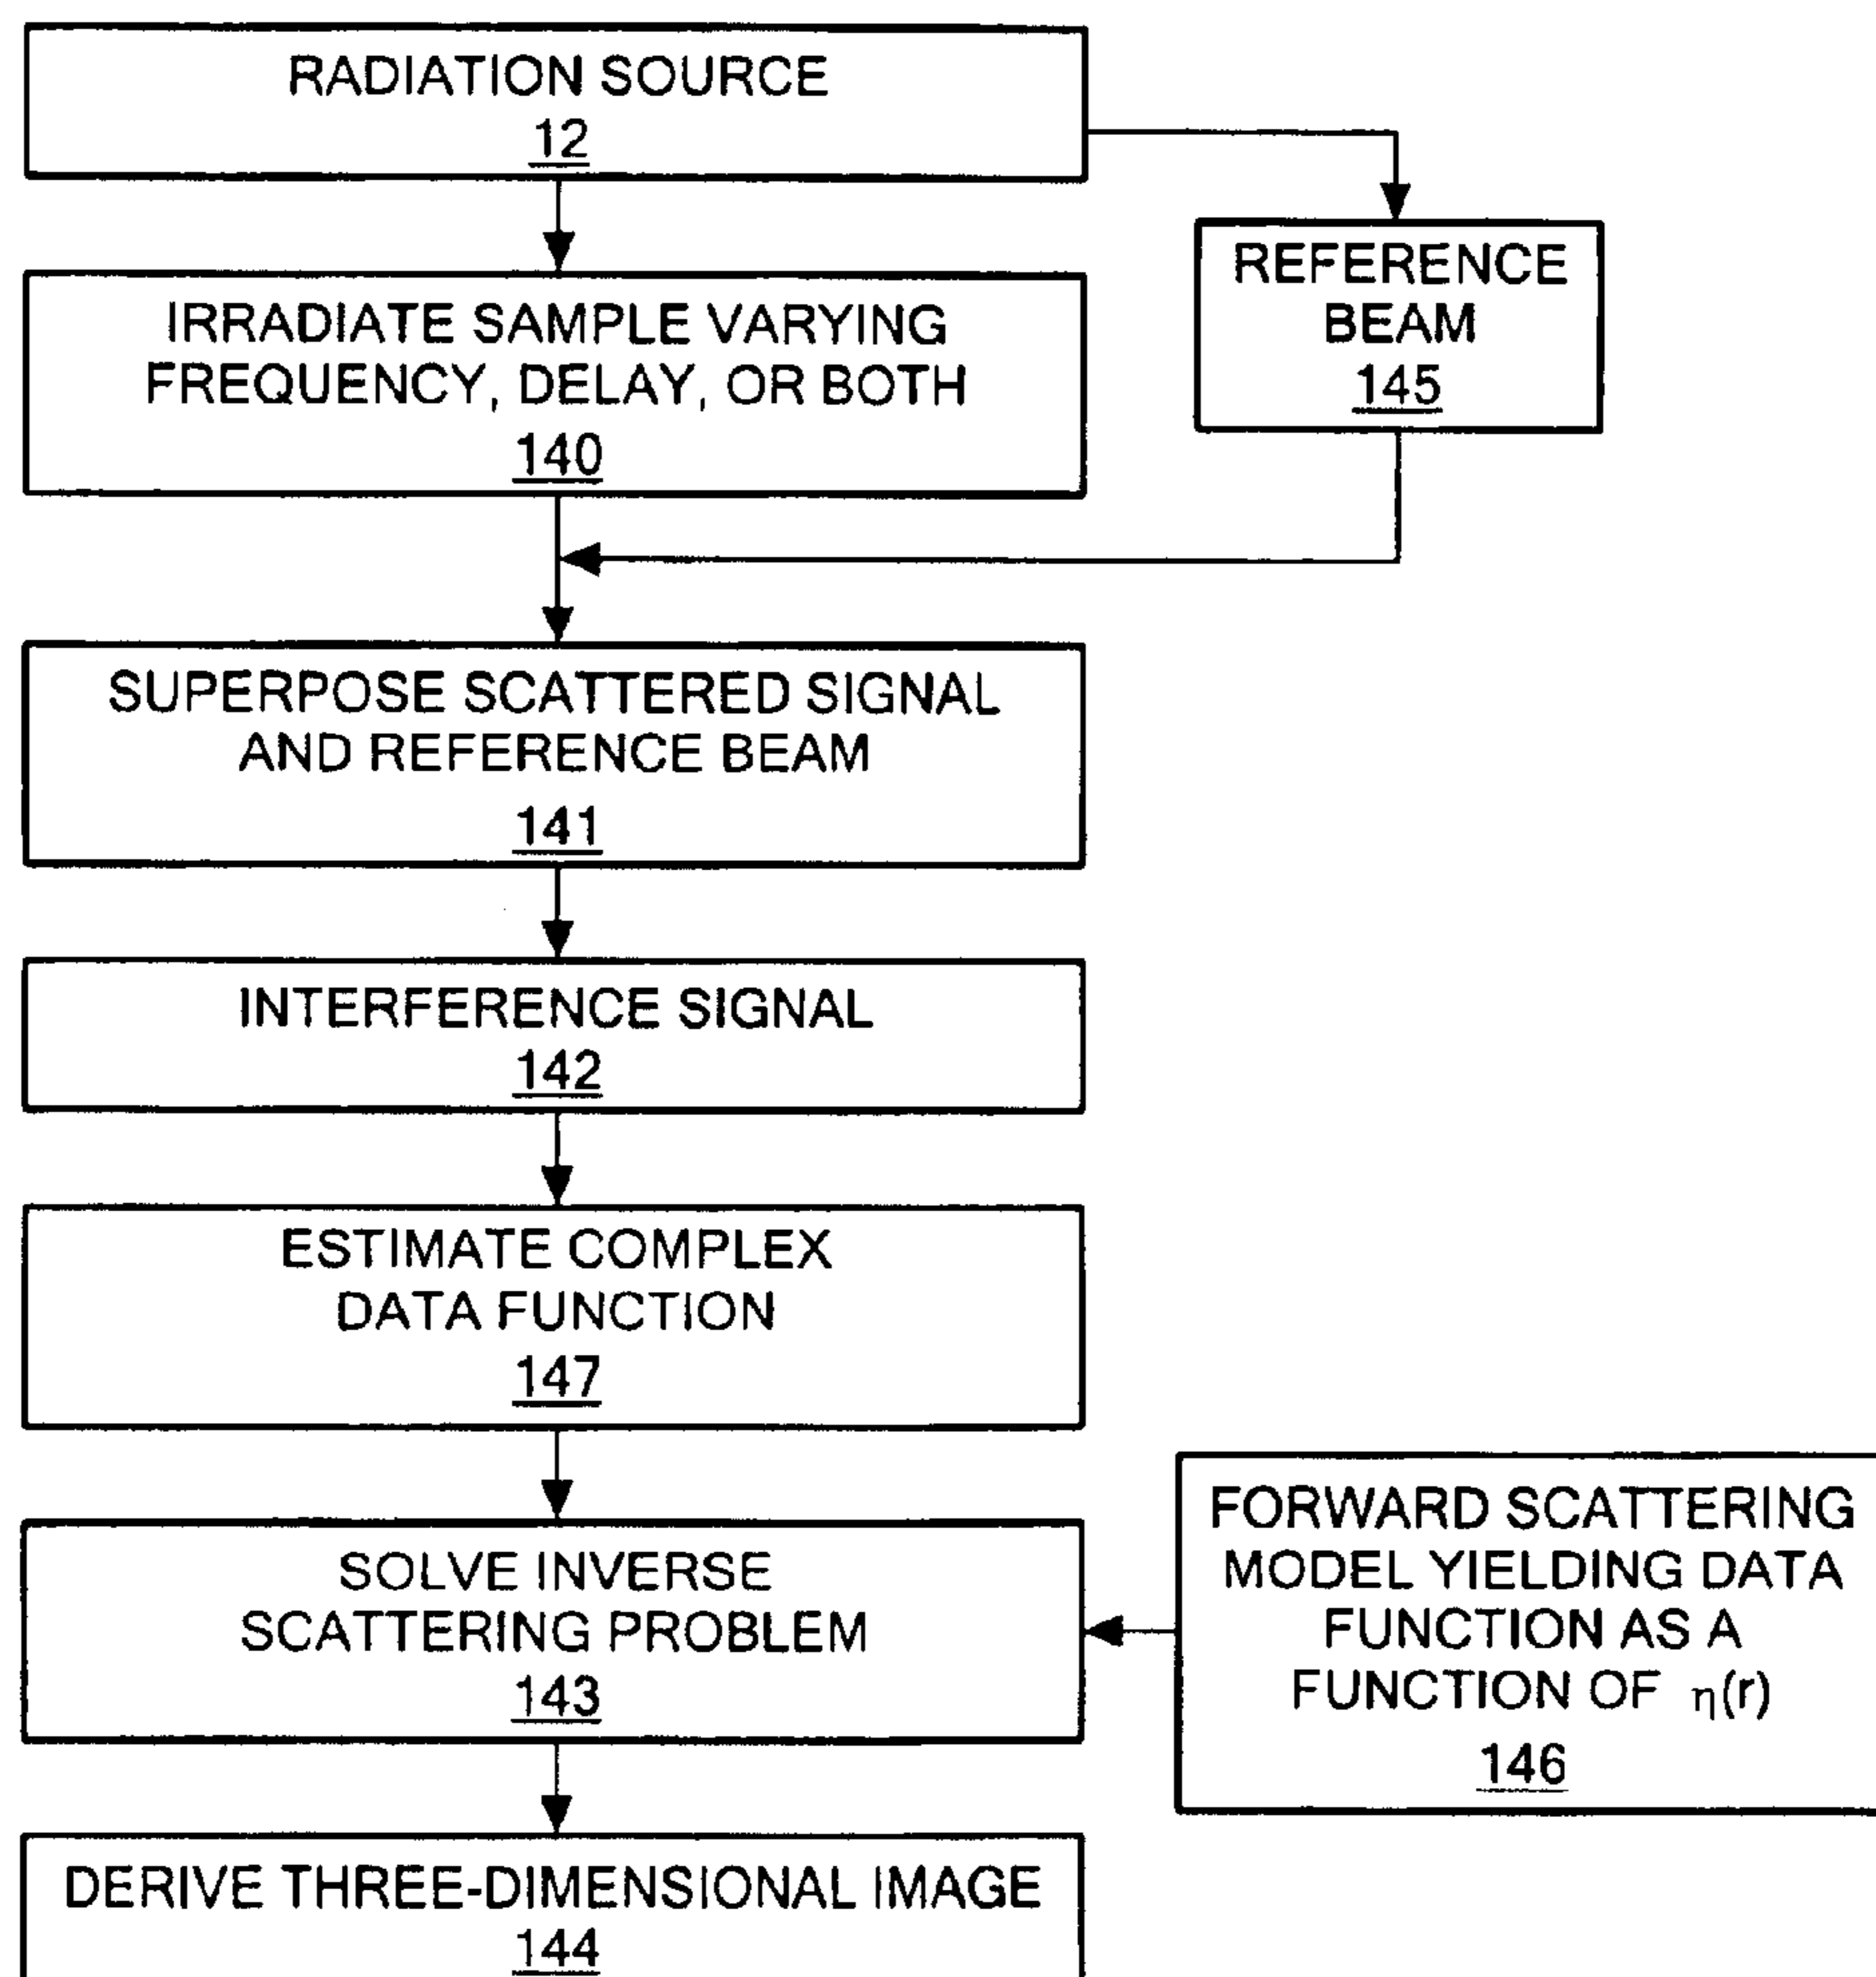 RADIATION SOURCE
12
REFERENCE
BEAM
145
IRRADIATE SAMPLE VARYING
FREQUENCY, DELAY, OR BOTH
140
SUPERPOSE SCATTERED SIGNAL
AND REFERENCE BEAM
141
INTERFERENCE SIGNAL
142
ESTIMATE COMPLEX
DATA FUNCTION
147
SOLVE INVERSE
SCATTERING PROBLEM
143
FORWARD SCATTERING
MODEL YIELDING DATA
FUNCTION AS A
FUNCTION OF η(r)
146
DERIVE THREE-DIMENSIONAL IMAGE
144